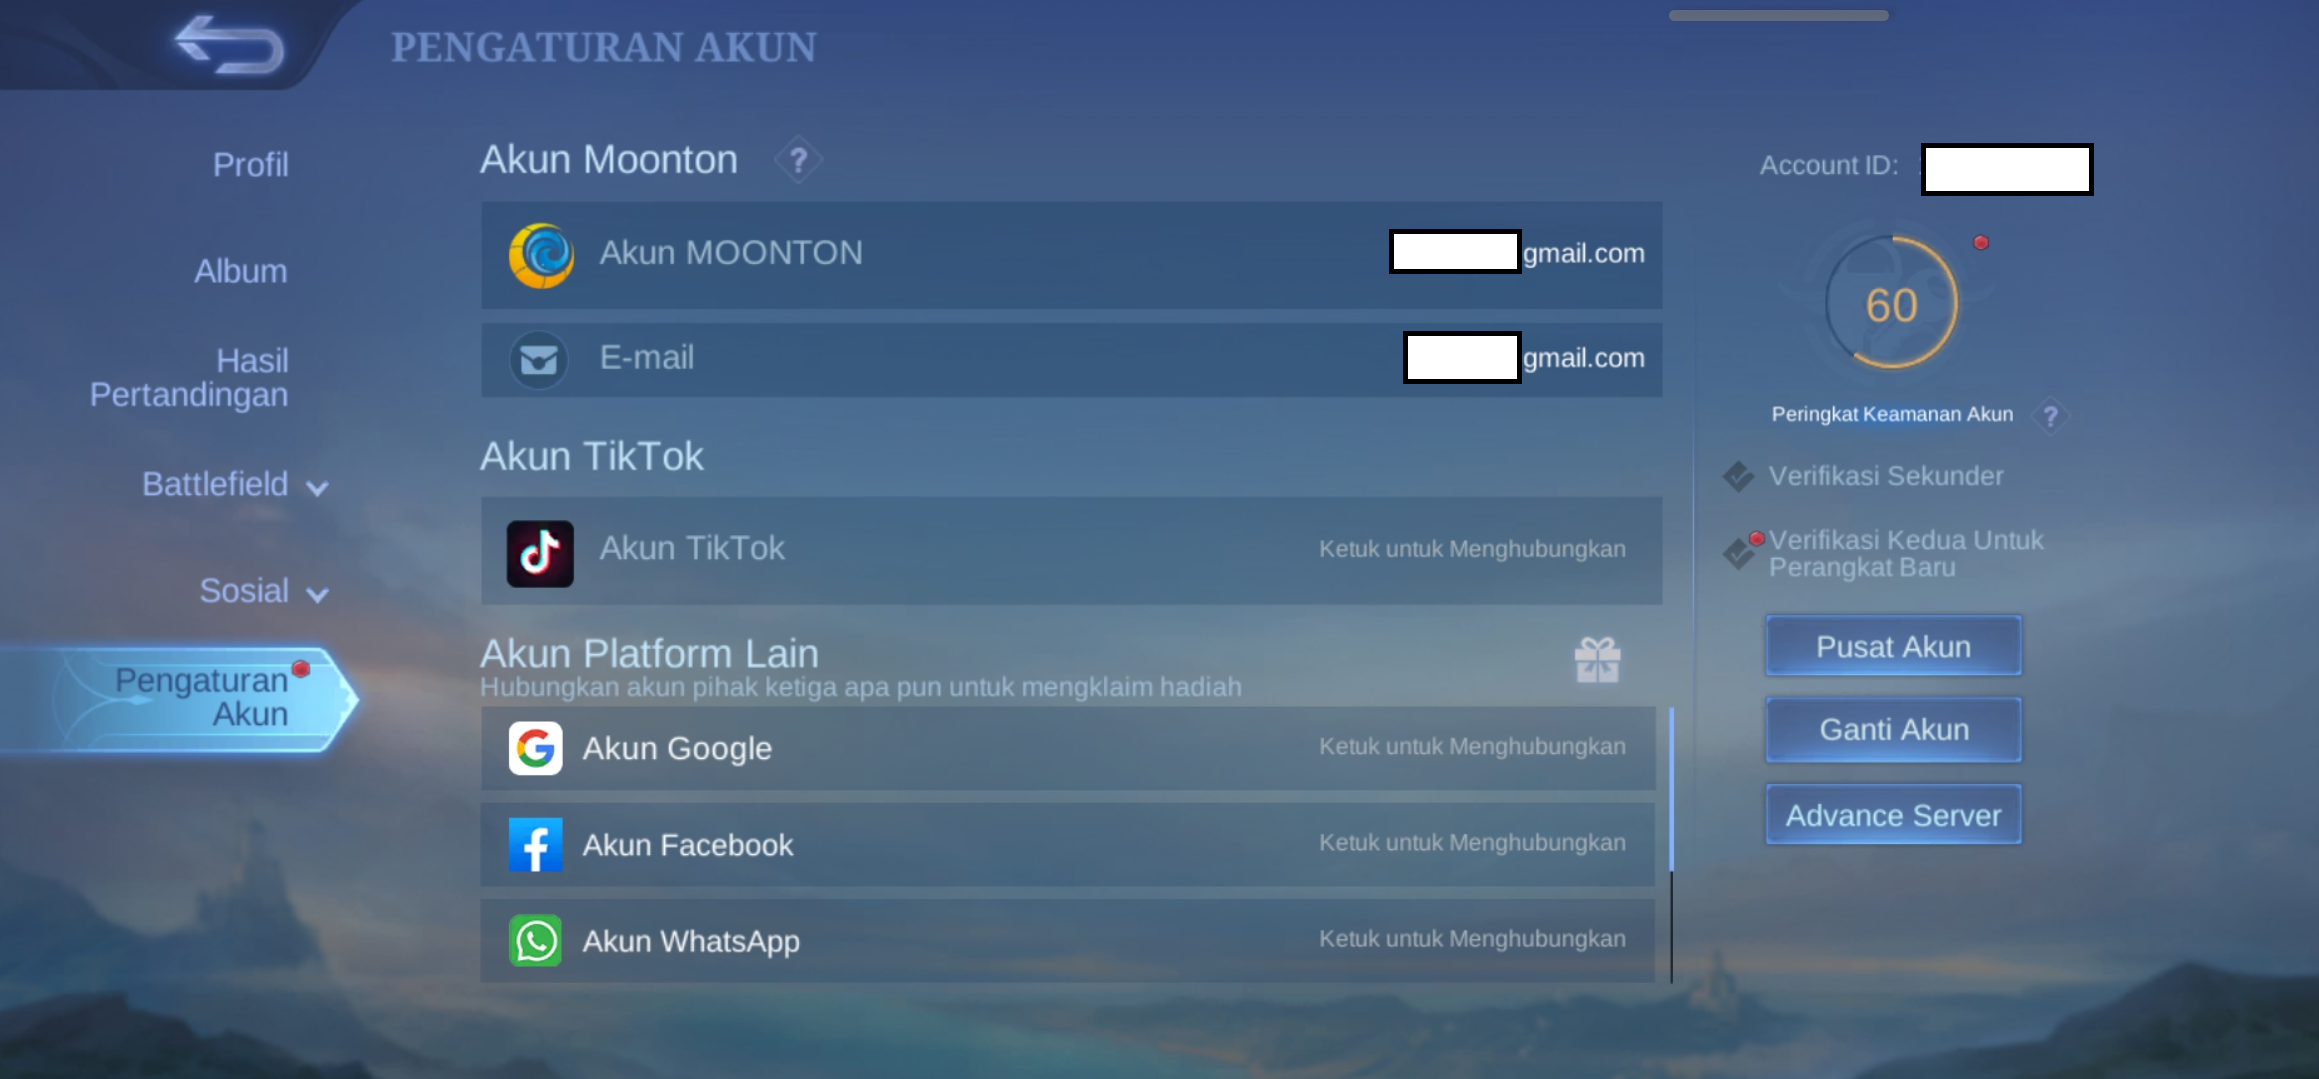 PENGATURAN AKUN
Profil
Album
Hasil
Pertandingan
Battlefield
Sosial
Pengaturan
Akun
Akun Moonton ?
Akun MOONTON gmail.com
E-mail gmail.com
Akun TikTok
Akun TikTok Ketuk untuk Menghubungkan
Akun Platform Lain
Hubungkan akun pihak ketiga apa pun untuk mengklaim hadiah
Akun Google Ketuk untuk Menghubungkan
Akun Facebook Ketuk untuk Menghubungkan
Akun WhatsApp Ketuk untuk Menghubungkan
Account ID:
60
Peringkat Keamanan Akun ?
Verifikasi Sekunder
Verifikasi Kedua Untuk
Perangkat Baru
Pusat Akun
Ganti Akun
Advance Server